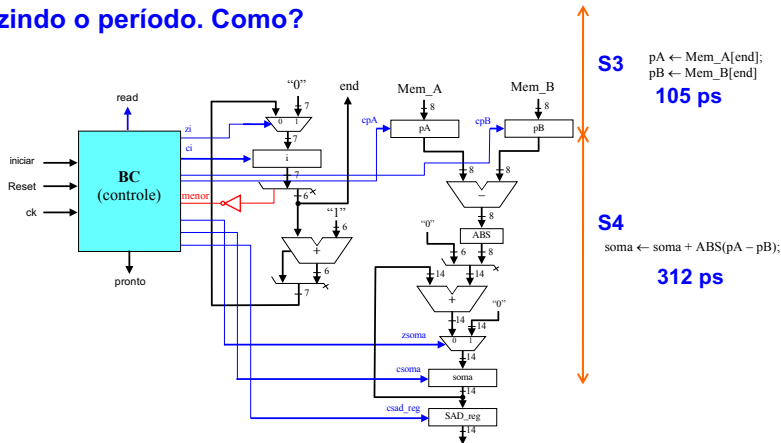 zindo o período. Como?
read
"0"
7
end
Mem_A
8
Mem_B
8
S3
pA ← Mem_A[end];
pB ← Mem_B[end]
105 ps
zi
0 1
7
cpA
pA
cpB
pB
iniciar
Reset
ck
BC
(controle)
ci
i
7
menor
6
8
8
–
8
"1"
6
+
6
7
ABS
8
"0"
6
14
14
+
"0"
14
14
S4
soma ← soma + ABS(pA – pB);
312 ps
pronto
zsoma
0 1
14
csoma
soma
14
csad_reg
SAD_reg
14